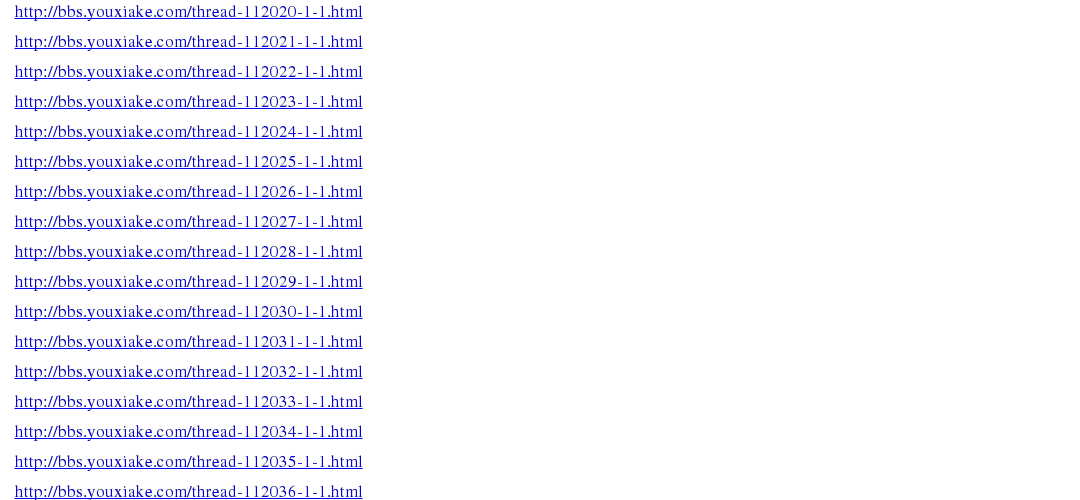 http://bbs.youxiake.com/thread-112020-1-1.html
http://bbs.youxiake.com/thread-112021-1-1.html
http://bbs.youxiake.com/thread-112022-1-1.html
http://bbs.youxiake.com/thread-112023-1-1.html
http://bbs.youxiake.com/thread-112024-1-1.html
http://bbs.youxiake.com/thread-112025-1-1.html
http://bbs.youxiake.com/thread-112026-1-1.html
http://bbs.youxiake.com/thread-112027-1-1.html
http://bbs.youxiake.com/thread-112028-1-1.html
http://bbs.youxiake.com/thread-112029-1-1.html
http://bbs.youxiake.com/thread-112030-1-1.html
http://bbs.youxiake.com/thread-112031-1-1.html
http://bbs.youxiake.com/thread-112032-1-1.html
http://bbs.youxiake.com/thread-112033-1-1.html
http://bbs.youxiake.com/thread-112034-1-1.html
http://bbs.youxiake.com/thread-112035-1-1.html
http://bbs.youxiake.com/thread-112036-1-1.html